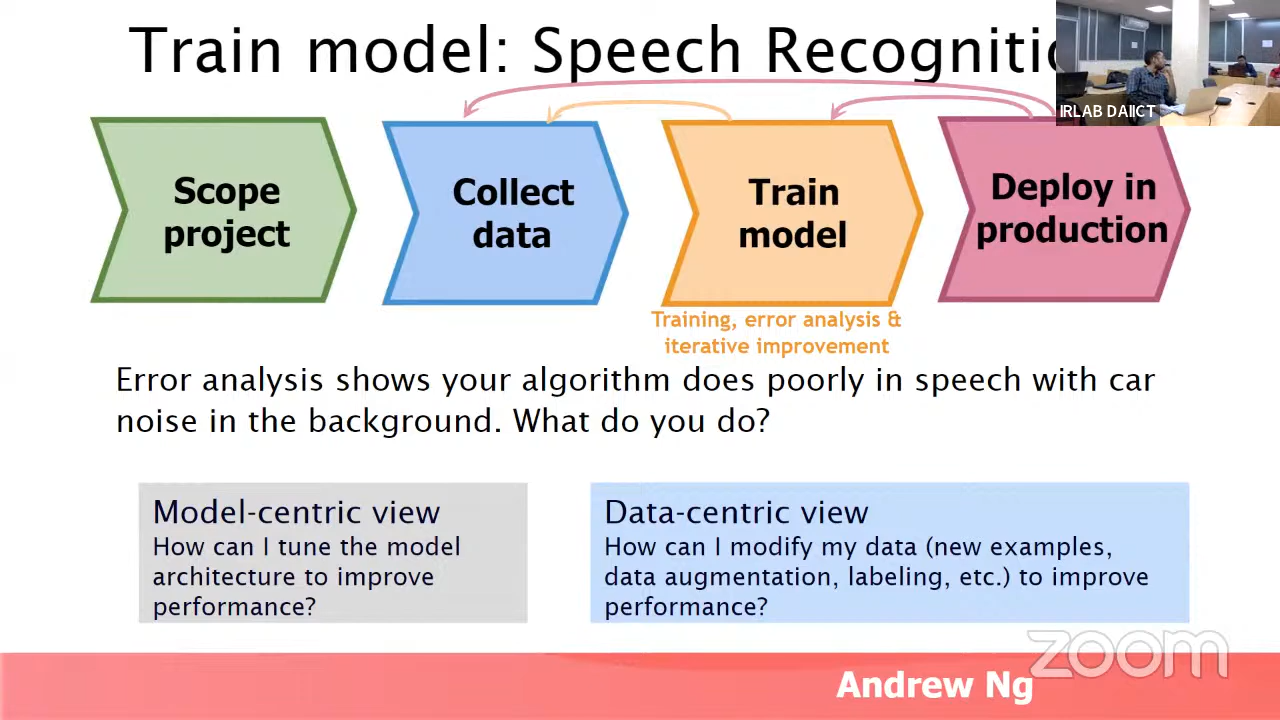 Train model: Speech Recognitio
IRLAB DAIICT
Scope
project
Collect
data
Train
model
Deploy in
production
Training, error analysis &
iterative improvement
Error analysis shows your algorithm does poorly in speech with car
noise in the background. What do you do?
Model-centric view
How can I tune the model
architecture to improve
performance?
Data-centric view
How can I modify my data (new examples,
data augmentation, labeling, etc.) to improve
performance?
zoom
Andrew Ng